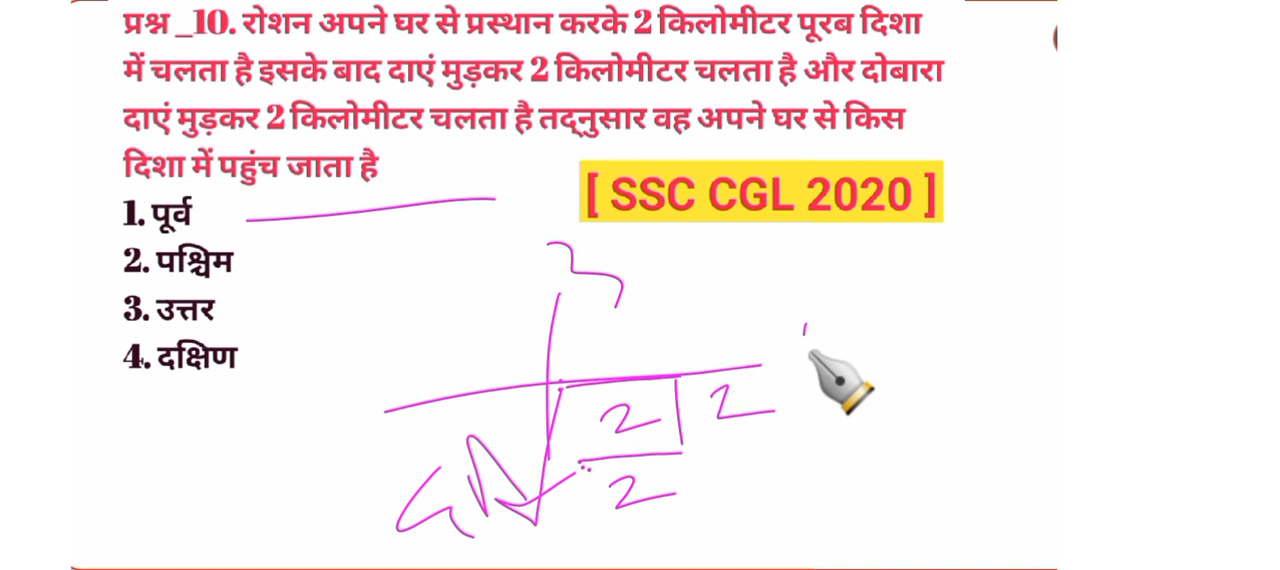 प्रश्न _10. रोशन अपने घर से प्रस्थान करके 2 किलोमीटर पूरब दिशा
में चलता है इसके बाद दाएं मुड़कर 2 किलोमीटर चलता है और दोबारा
दाएं मुड़कर 2 किलोमीटर चलता है तद्नुसार वह अपने घर से किस
दिशा में पहुंच जाता है
[ SSC CGL 2020 ]
1. पूर्व
2. पश्चिम
3. उत्तर
4. दक्षिण
2 2
2